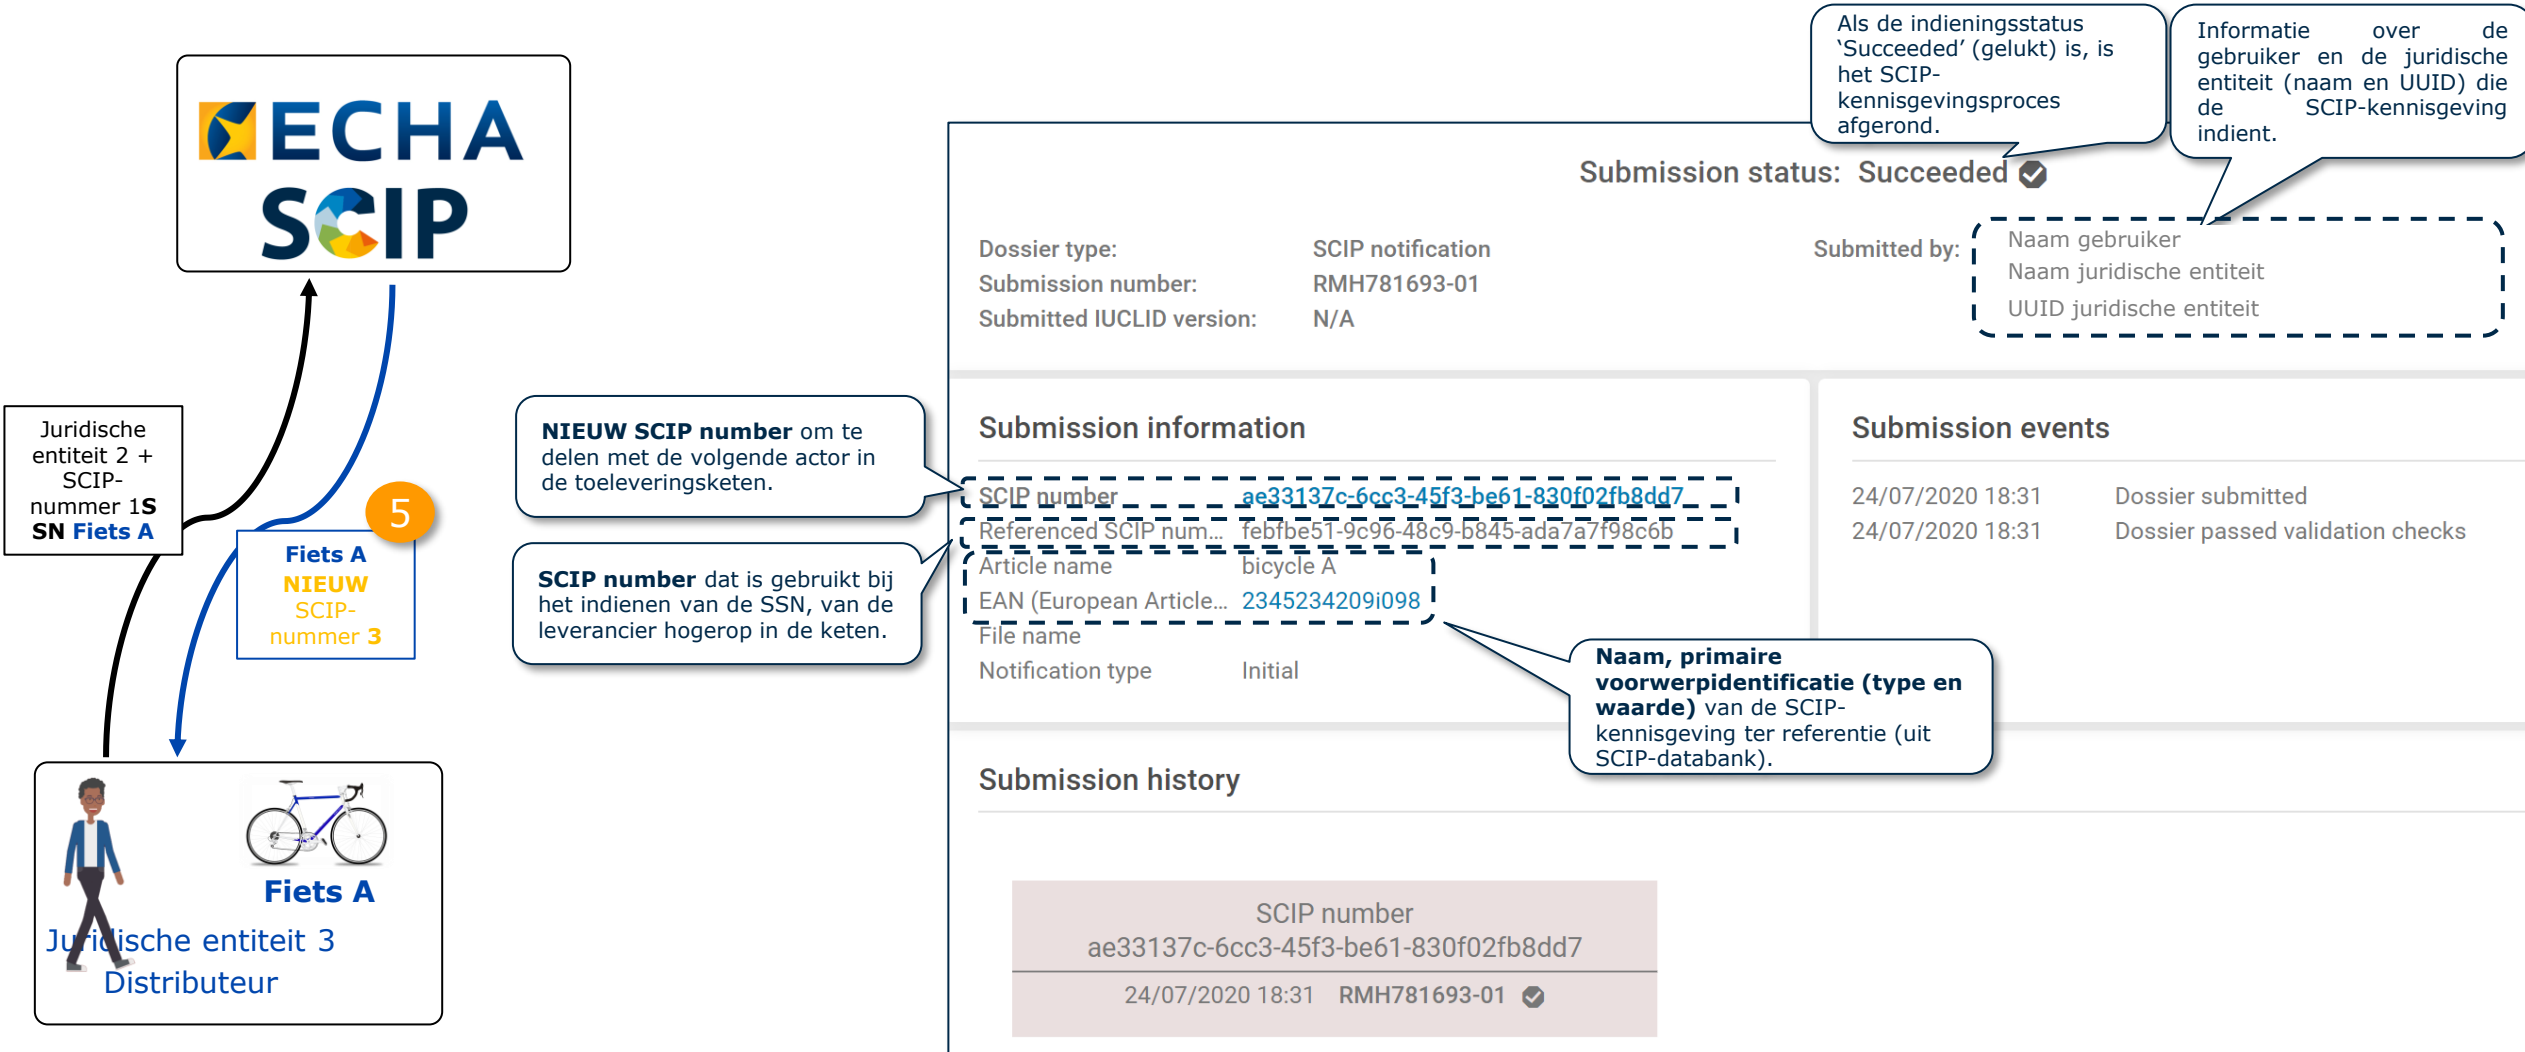 ECHA
SCIP
Juridische
entiteit 2 +
SCIP-
nummer 1S
SN Fiets A
5
Fiets A
NIEUW
SCIP-
nummer 3
Fiets A
Juridische entiteit 3
Distributeur
Als de indieningsstatus
‘Succeeded’ (gelukt) is, is
het SCIP-
kennisgevingsproces
afgerond.
Informatie over de
gebruiker en de juridische
entiteit (naam en UUID) die
de SCIP-kennisgeving
indient.
Submission status: Succeeded
Dossier type: SCIP notification
Submission number: RMH781693-01
Submitted IUCLID version: N/A
Submitted by:
Naam gebruiker
Naam juridische entiteit
UUID juridische entiteit
NIEUW SCIP number om te
delen met de volgende actor in
de toeleveringsketen.
SCIP number dat is gebruikt bij
het indienen van de SSN, van de
leverancier hogerop in de keten.
Submission information
SCIP number ae33137c-6cc3-45f3-be61-830f02fb8dd7
Referenced SCIP num... febfbe51-9c96-48c9-b845-ada7a7f98c6b
Article name bicycle A
EAN (European Article... 2345234209i098
File name
Notification type Initial
Submission events
24/07/2020 18:31 Dossier submitted
24/07/2020 18:31 Dossier passed validation checks
Naam, primaire
voorwerpidentificatie (type en
waarde) van de SCIP-
kennisgeving ter referentie (uit
SCIP-databank).
Submission history
SCIP number
ae33137c-6cc3-45f3-be61-830f02fb8dd7
24/07/2020 18:31 RMH781693-01